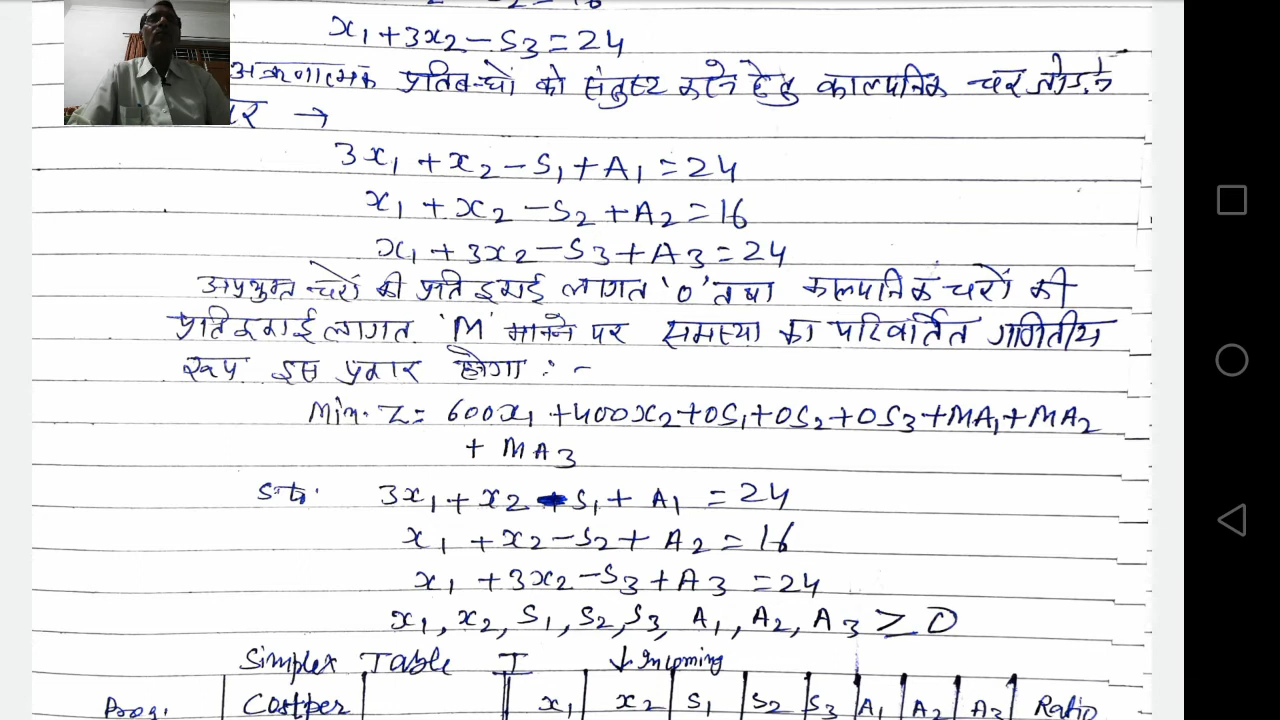 x₁ + 3x₂ - S₃ = 24
अऋणात्मक प्रतिबन्धों को संतुष्ट करने हेतु काल्पनिक चर जोड़ने
पर →
3x₁ + x₂ - S₁ + A₁ = 24
x₁ + x₂ - S₂ + A₂ = 16
x₁ + 3x₂ - S₃ + A₃ = 24
अप्रयुक्त चरों की प्रति इकाई लागत '0' तथा काल्पनिक चरों की
प्रति इकाई लागत 'M' मानने पर समस्या का परिवर्तित गणितीय
रूप इस प्रकार होगा :-
Min. Z = 600x₁ + 400x₂ + 0S₁ + 0S₂ + 0S₃ + MA₁ + MA₂
+ MA₃
S.t. 3x₁ + x₂ - S₁ + A₁ = 24
x₁ + x₂ - S₂ + A₂ = 16
x₁ + 3x₂ - S₃ + A₃ = 24
x₁, x₂, S₁, S₂, S₃, A₁, A₂, A₃ ≥ 0
Simplex Table I ↓ Incoming
Prog. Cost per x₁ x₂ S₁ S₂ S₃ A₁ A₂ A₃ Ratio